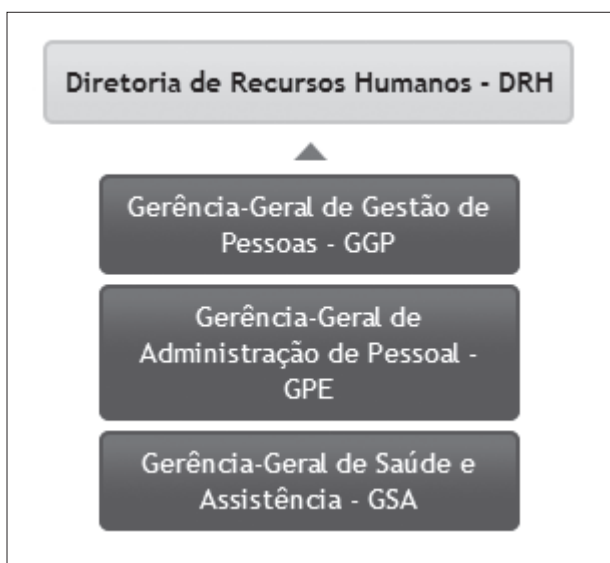 Diretoria de Recursos Humanos - DRH
Gerência-Geral de Gestão de
Pessoas - GGP
Gerência-Geral de
Administração de Pessoal -
GPE
Gerência-Geral de Saúde e
Assistência - GSA